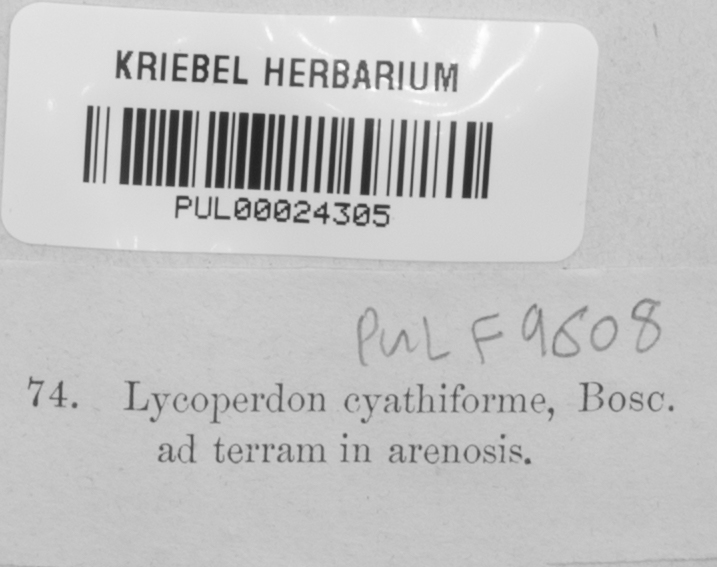 KRIEBEL HERBARIUM
PUL00024305
PUL F9608
74. Lycoperdon cyathiforme, Bosc.
ad terram in arenosis.